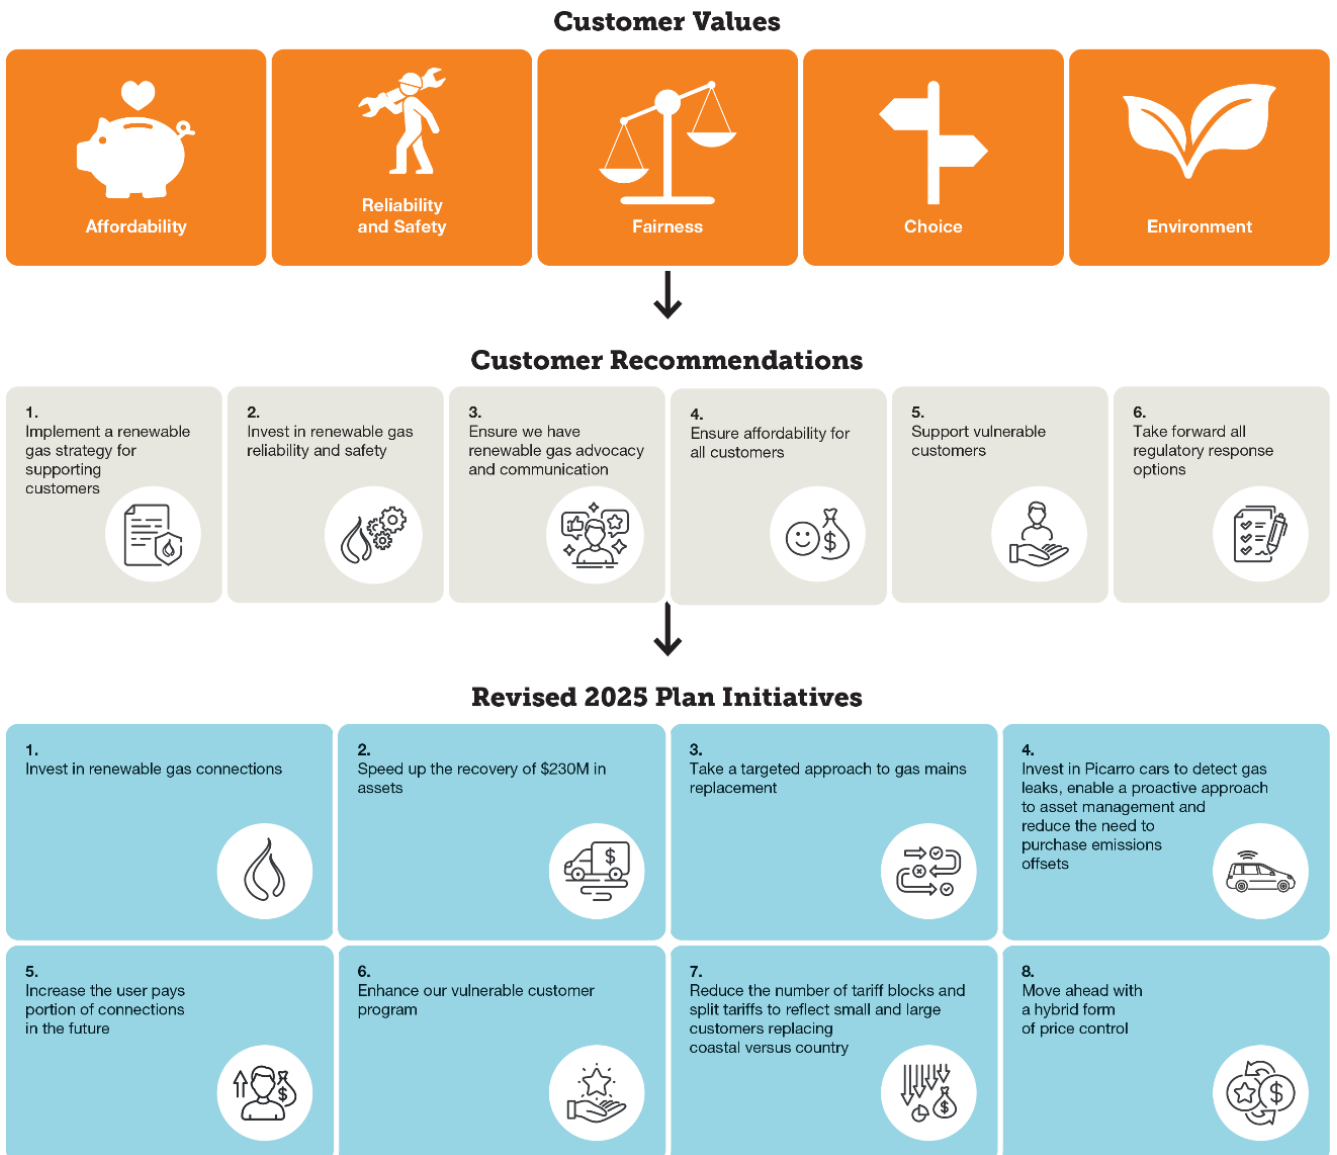 Customer Values
Affordability
Reliability
and Safety
Fairness
Choice
Environment
Customer Recommendations
1.
Implement a renewable
gas strategy for
supporting
customers
2.
Invest in renewable gas
reliability and safety
3.
Ensure we have
renewable gas advocacy
and communication
4.
Ensure affordability for
all customers
$
5.
Support vulnerable
customers
6.
Take forward all
regulatory response
options
Revised 2025 Plan Initiatives
1.
Invest in renewable gas connections
2.
Speed up the recovery of $230M in
assets
$
3.
Take a targeted approach to gas mains
replacement
4.
Invest in Picarro cars to detect gas
leaks, enable a proactive approach
to asset management and
reduce the need to
purchase emissions
offsets
5.
Increase the user pays
portion of connections
in the future
$
6.
Enhance our vulnerable customer
program
7.
Reduce the number of tariff blocks and
split tariffs to reflect small and large
customers replacing
coastal versus country
$
8.
Move ahead with
a hybrid form
of price control
$